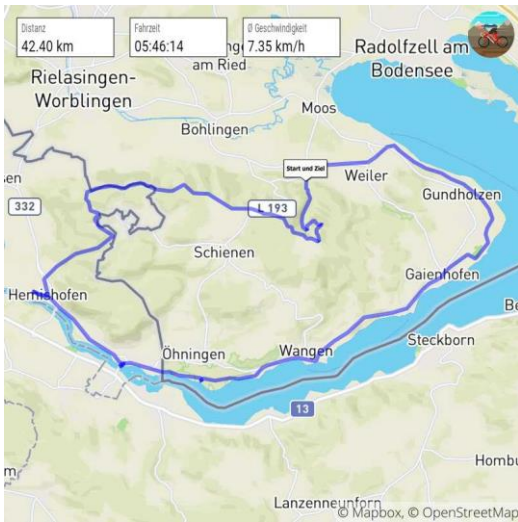 Distanz
42.40 km
Fahrzeit
05:46:14
Ø Geschwindigkeit
7.35 km/h
am Ried
Radolfzell am
Bodensee
Rielasingen-
Worblingen
Moos
Bohlingen
Start und Ziel
Weiler
Gundholzen
332
L 193
Schienen
Gaienhofen
Hemishofen
Steckborn
Öhningen
Wangen
13
Lanzenneunforn
© Mapbox, © OpenStreetMap